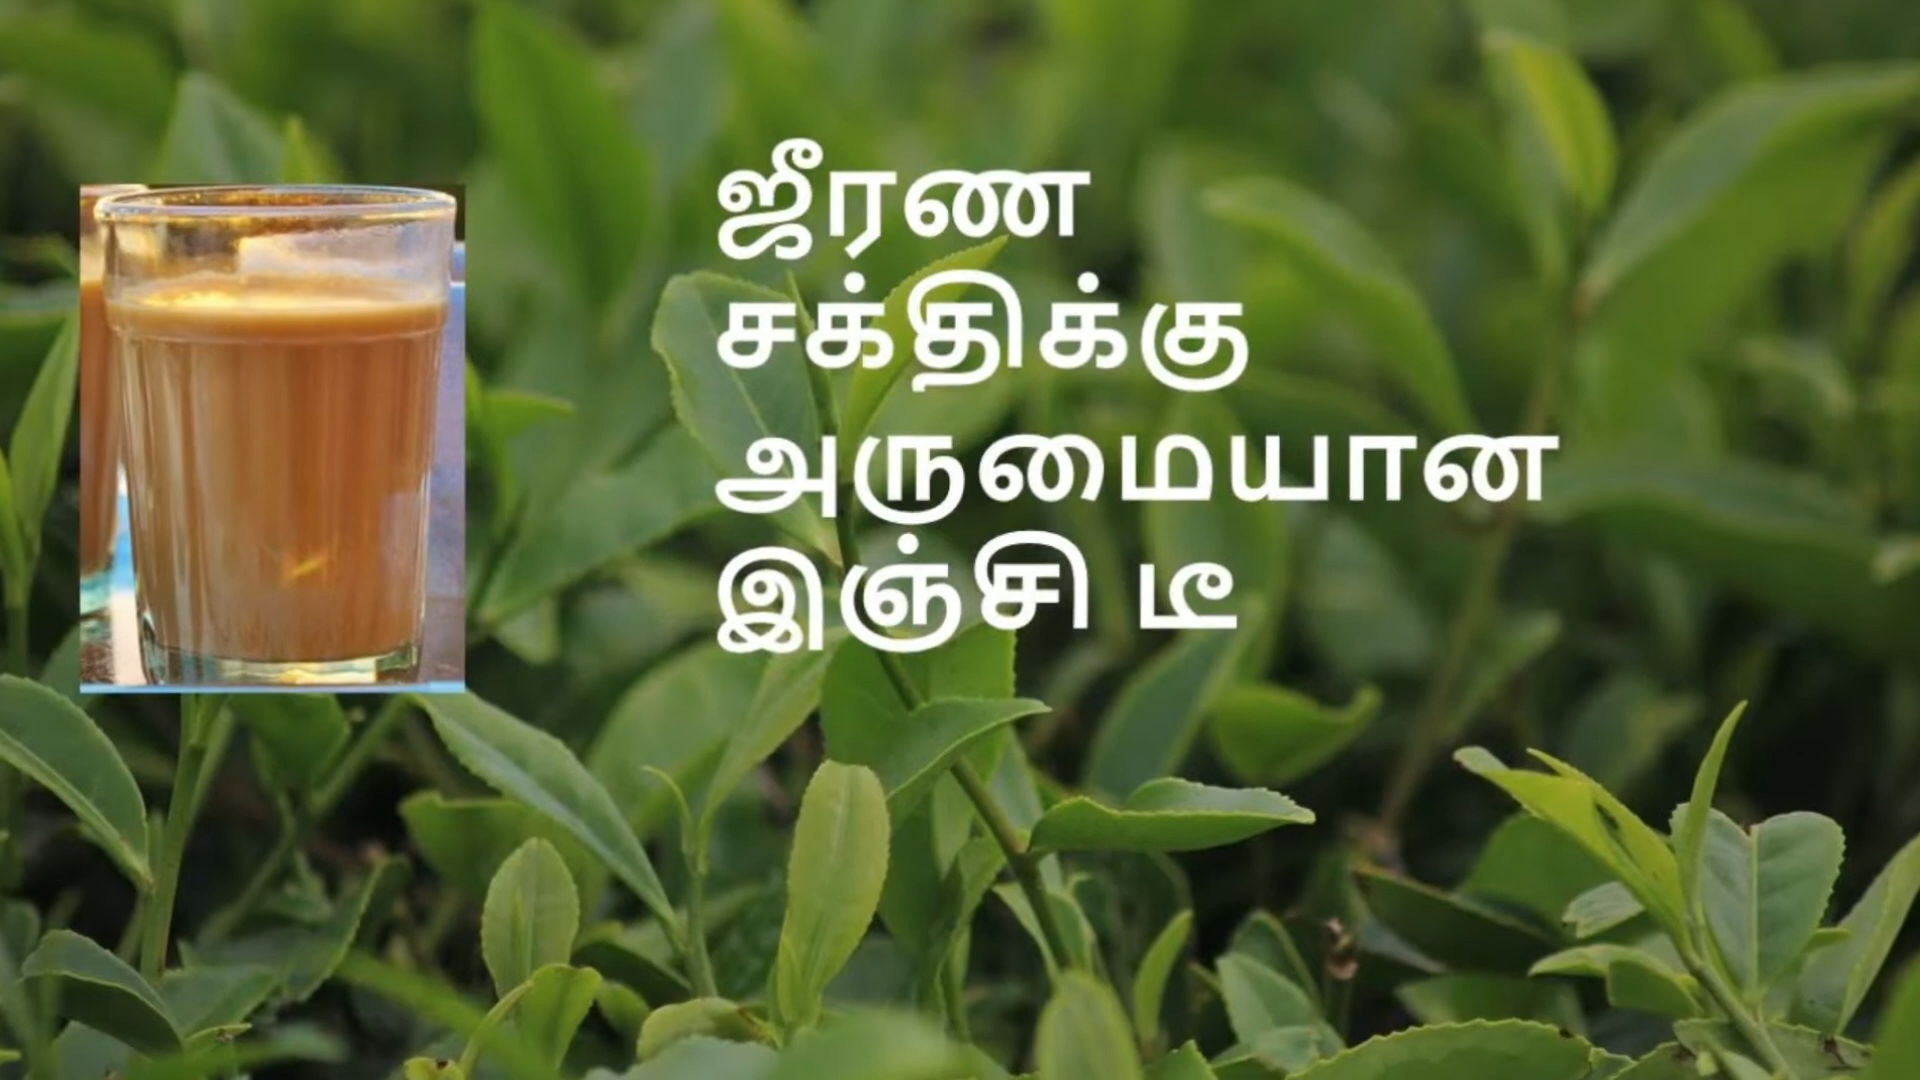 ஜீரண
சக்திக்கு
அருமையான
இஞ்சி டீ